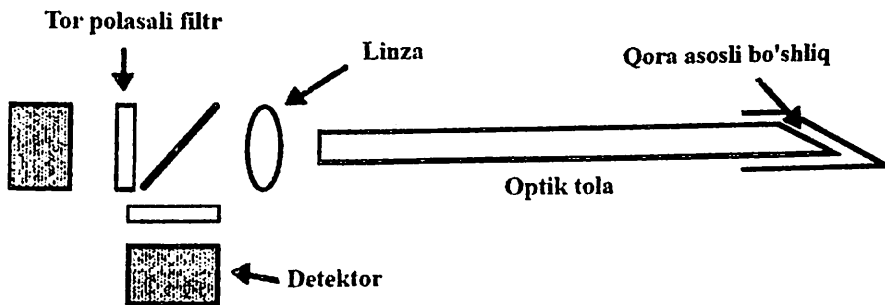 Tor polasali filtr
Linza
Qora asosli bo'shliq
Optik tola
Detektor